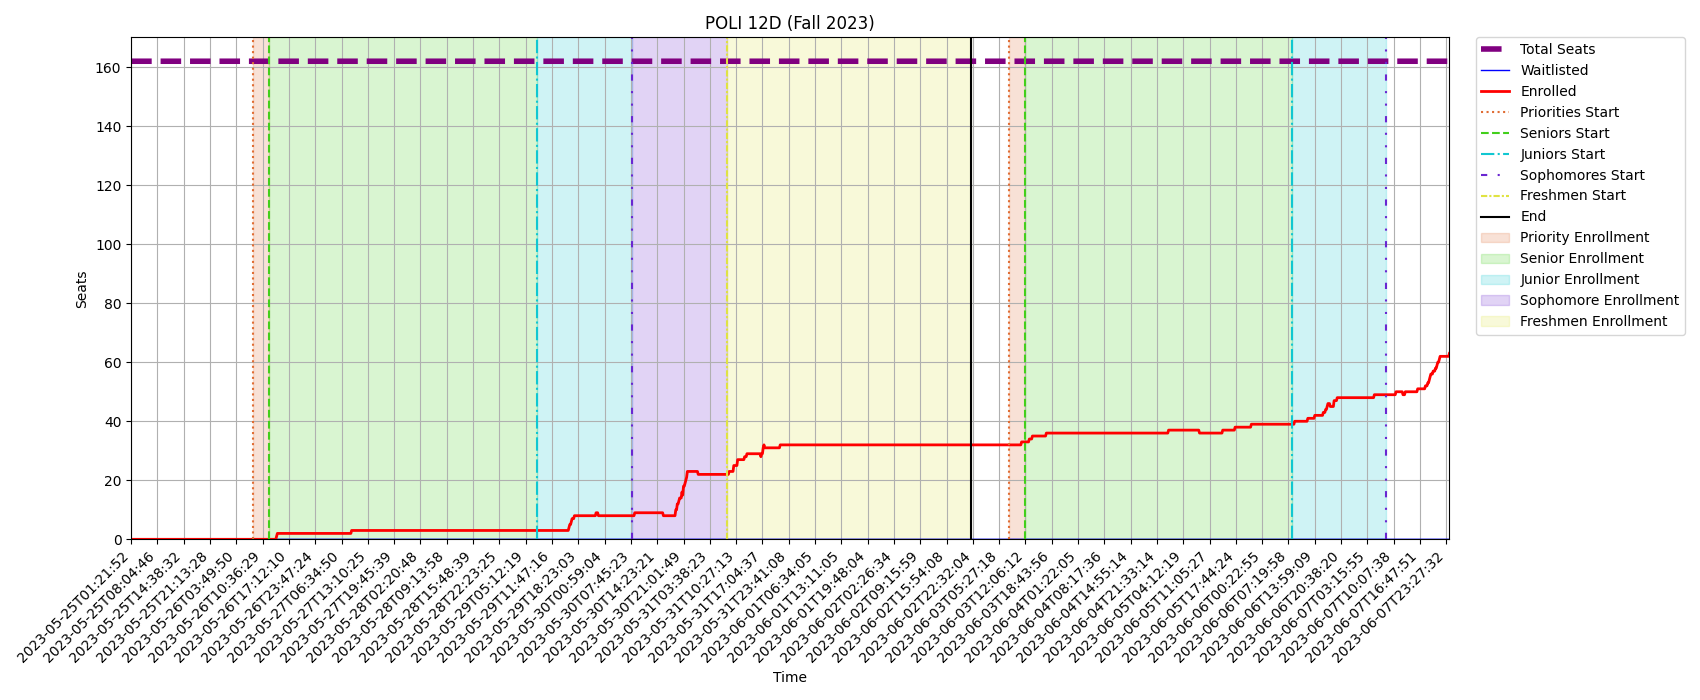 POLI 12D (Fall 2023)
Seats
160
140
120
100
80
60
40
20
0
2023-05-25T01:21:52
2023-05-25T08:04:46
2023-05-25T14:38:32
2023-05-25T21:13:28
2023-05-26T03:49:50
2023-05-26T10:36:29
2023-05-26T17:12:10
2023-05-26T23:47:24
2023-05-27T06:34:50
2023-05-27T13:10:25
2023-05-27T19:45:39
2023-05-28T02:20:48
2023-05-28T09:13:58
2023-05-28T15:48:39
2023-05-28T22:23:25
2023-05-29T05:12:19
2023-05-29T11:47:16
2023-05-29T18:23:03
2023-05-30T00:59:04
2023-05-30T07:45:23
2023-05-30T14:23:21
2023-05-30T21:01:49
2023-05-31T03:38:23
2023-05-31T10:27:13
2023-05-31T17:04:37
2023-05-31T23:41:08
2023-06-01T06:34:05
2023-06-01T13:11:05
2023-06-01T19:48:04
2023-06-02T02:26:34
2023-06-02T09:15:59
2023-06-02T15:54:08
2023-06-02T22:32:04
2023-06-03T05:27:18
2023-06-03T12:06:12
2023-06-03T18:43:56
2023-06-04T01:22:05
2023-06-04T08:17:36
2023-06-04T14:55:14
2023-06-04T21:33:14
2023-06-05T04:12:19
2023-06-05T11:05:27
2023-06-05T17:44:24
2023-06-06T00:22:55
2023-06-06T07:19:58
2023-06-06T13:59:09
2023-06-06T20:38:20
2023-06-07T03:15:55
2023-06-07T10:07:38
2023-06-07T16:47:51
2023-06-07T23:27:32
Time
Total Seats
Waitlisted
Enrolled
Priorities Start
Seniors Start
Juniors Start
Sophomores Start
Freshmen Start
End
Priority Enrollment
Senior Enrollment
Junior Enrollment
Sophomore Enrollment
Freshmen Enrollment